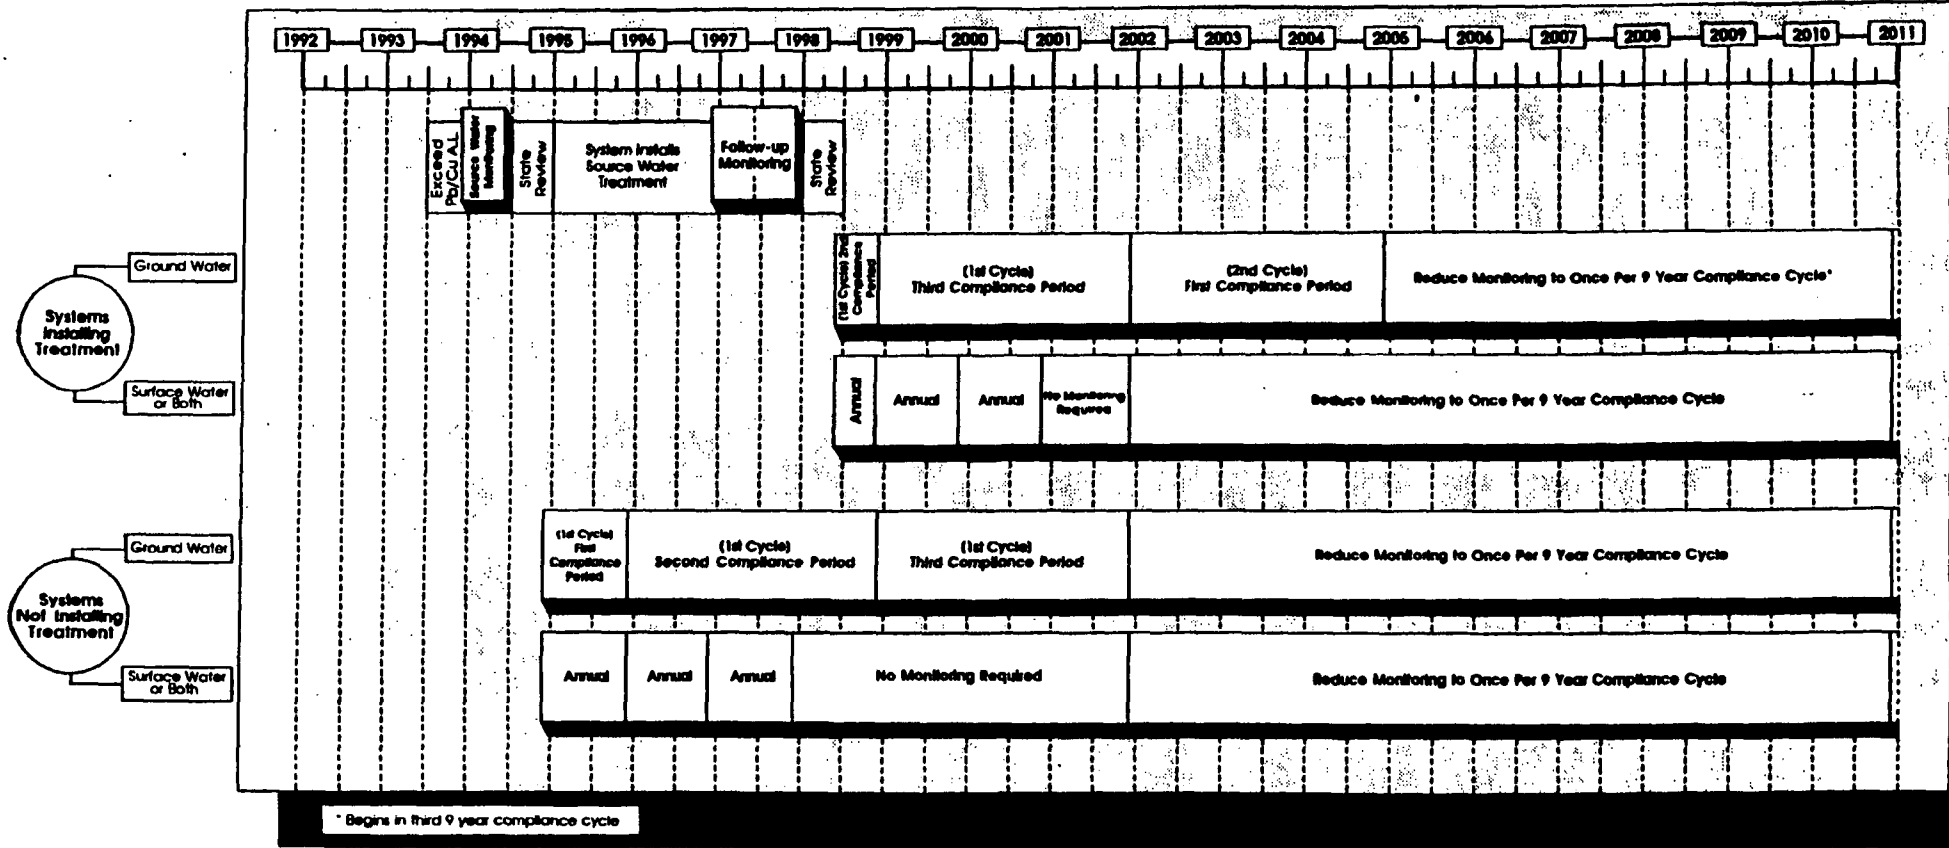 1992 1993 1994 1995 1996 1997 1998 1999 2000 2001 2002 2003 2004 2005 2006 2007 2008 2009 2010 2011
Exceed
Pb/Cu AL
Source Water
Monitoring
State
Review
System Installs
Source Water
Treatment
Follow-up
Monitoring
State
Review
Systems
Installing
Treatment
Ground Water
(1st Cycle) 2nd
Compliance
Period
(1st Cycle)
Third Compliance Period
(2nd Cycle)
First Compliance Period
Reduce Monitoring to Once Per 9 Year Compliance Cycle*
Surface Water
or Both
Annual
Annual
Annual
No Monitoring
Required
Reduce Monitoring to Once Per 9 Year Compliance Cycle
Systems
Not Installing
Treatment
Ground Water
(1st Cycle)
First
Compliance
Period
(1st Cycle)
Second Compliance Period
(1st Cycle)
Third Compliance Period
Reduce Monitoring to Once Per 9 Year Compliance Cycle
Surface Water
or Both
Annual
Annual
Annual
No Monitoring Required
Reduce Monitoring to Once Per 9 Year Compliance Cycle
* Begins in third 9 year compliance cycle